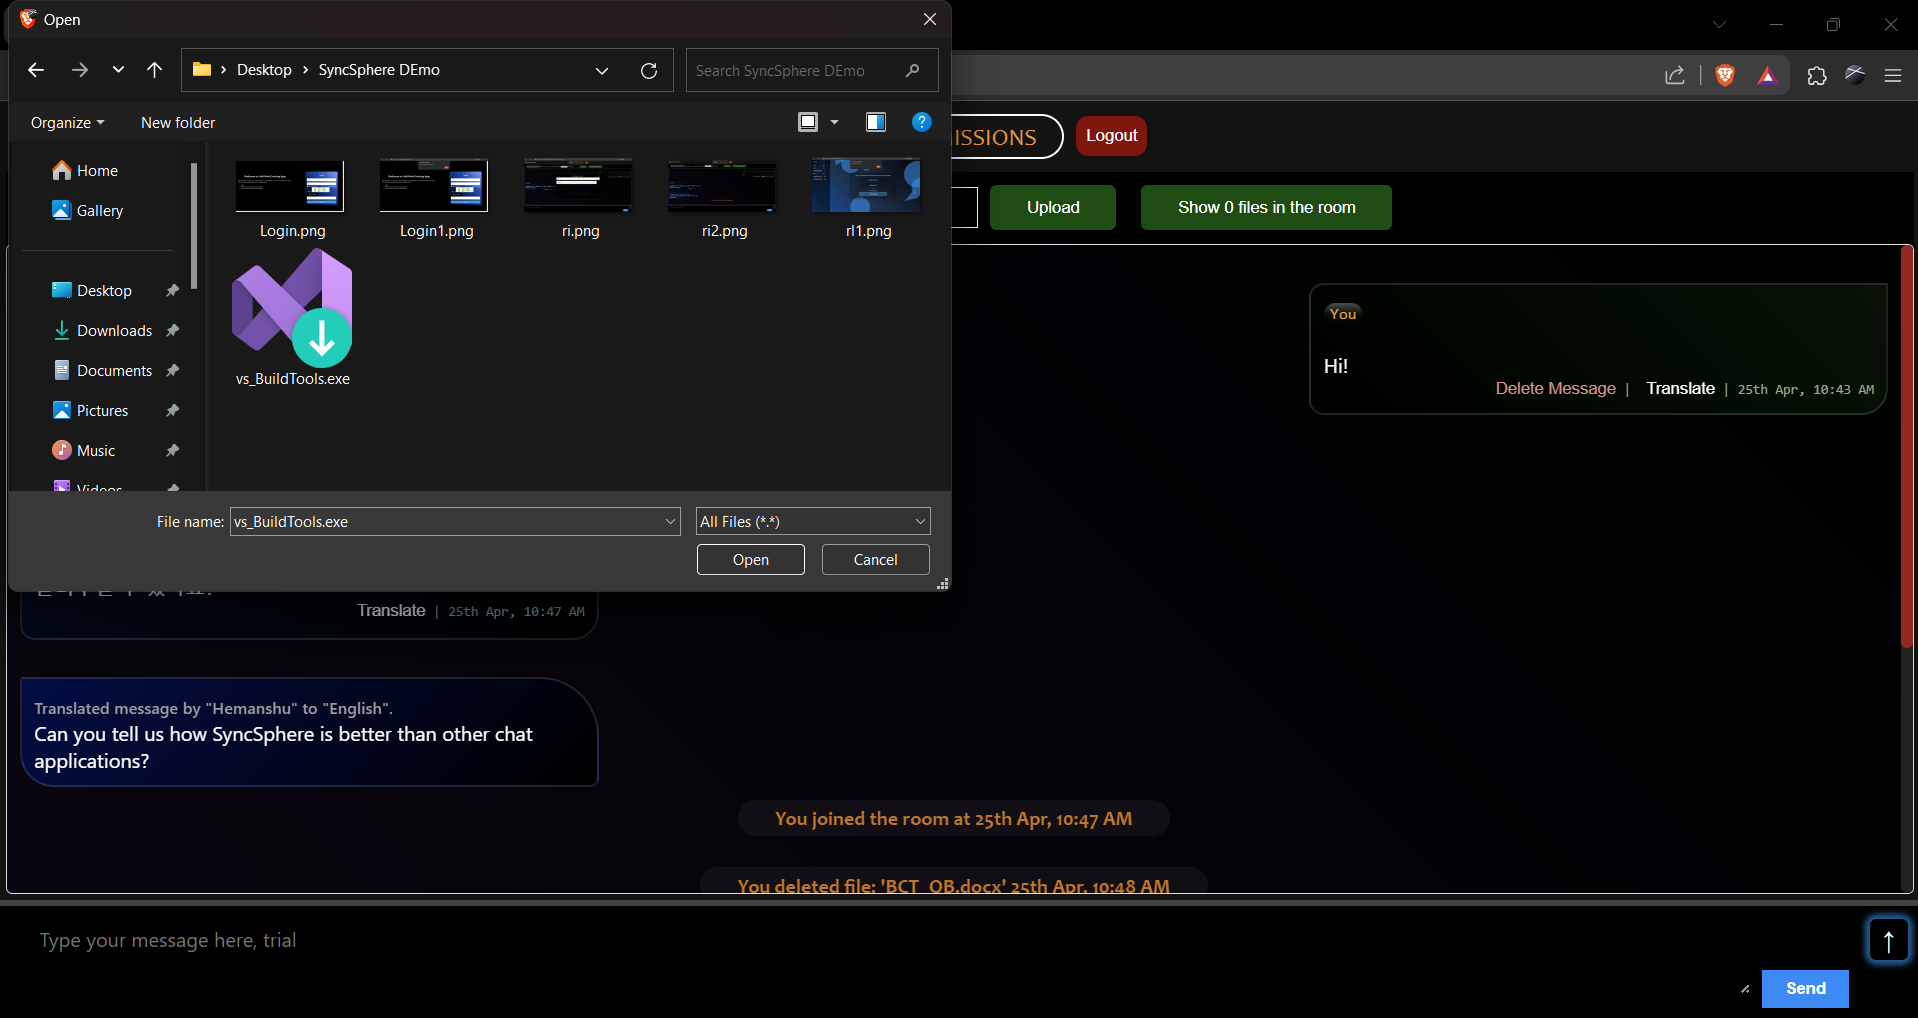 Open
Desktop > SyncSphere DEmo
Search SyncSphere DEmo
Organize
New folder
Home
Gallery
Desktop
Downloads
Documents
Pictures
Music
Videos
Login.png
Login1.png
ri.png
ri2.png
rl1.png
vs_BuildTools.exe
File name: vs_BuildTools.exe
All Files (*.*)
Open
Cancel
ISSIONS
Logout
Upload
Show 0 files in the room
You
Hi!
Delete Message | Translate | 25th Apr, 10:43 AM
Translate | 25th Apr, 10:47 AM
Translated message by "Hemanshu" to "English".
Can you tell us how SyncSphere is better than other chat
applications?
You joined the room at 25th Apr, 10:47 AM
You deleted file: 'BCT_QB.docx' 25th Apr, 10:48 AM
Type your message here, trial
Send